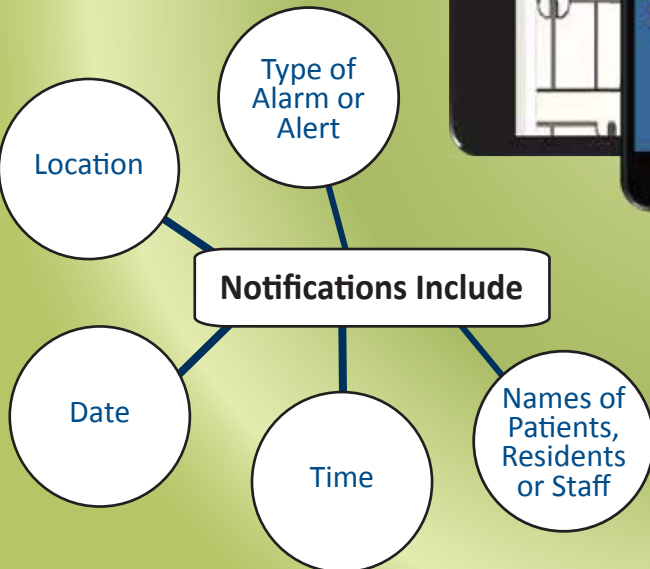 Type of
Alarm or
Alert
Location
Notifications Include
Date
Time
Names of
Patients,
Residents
or Staff